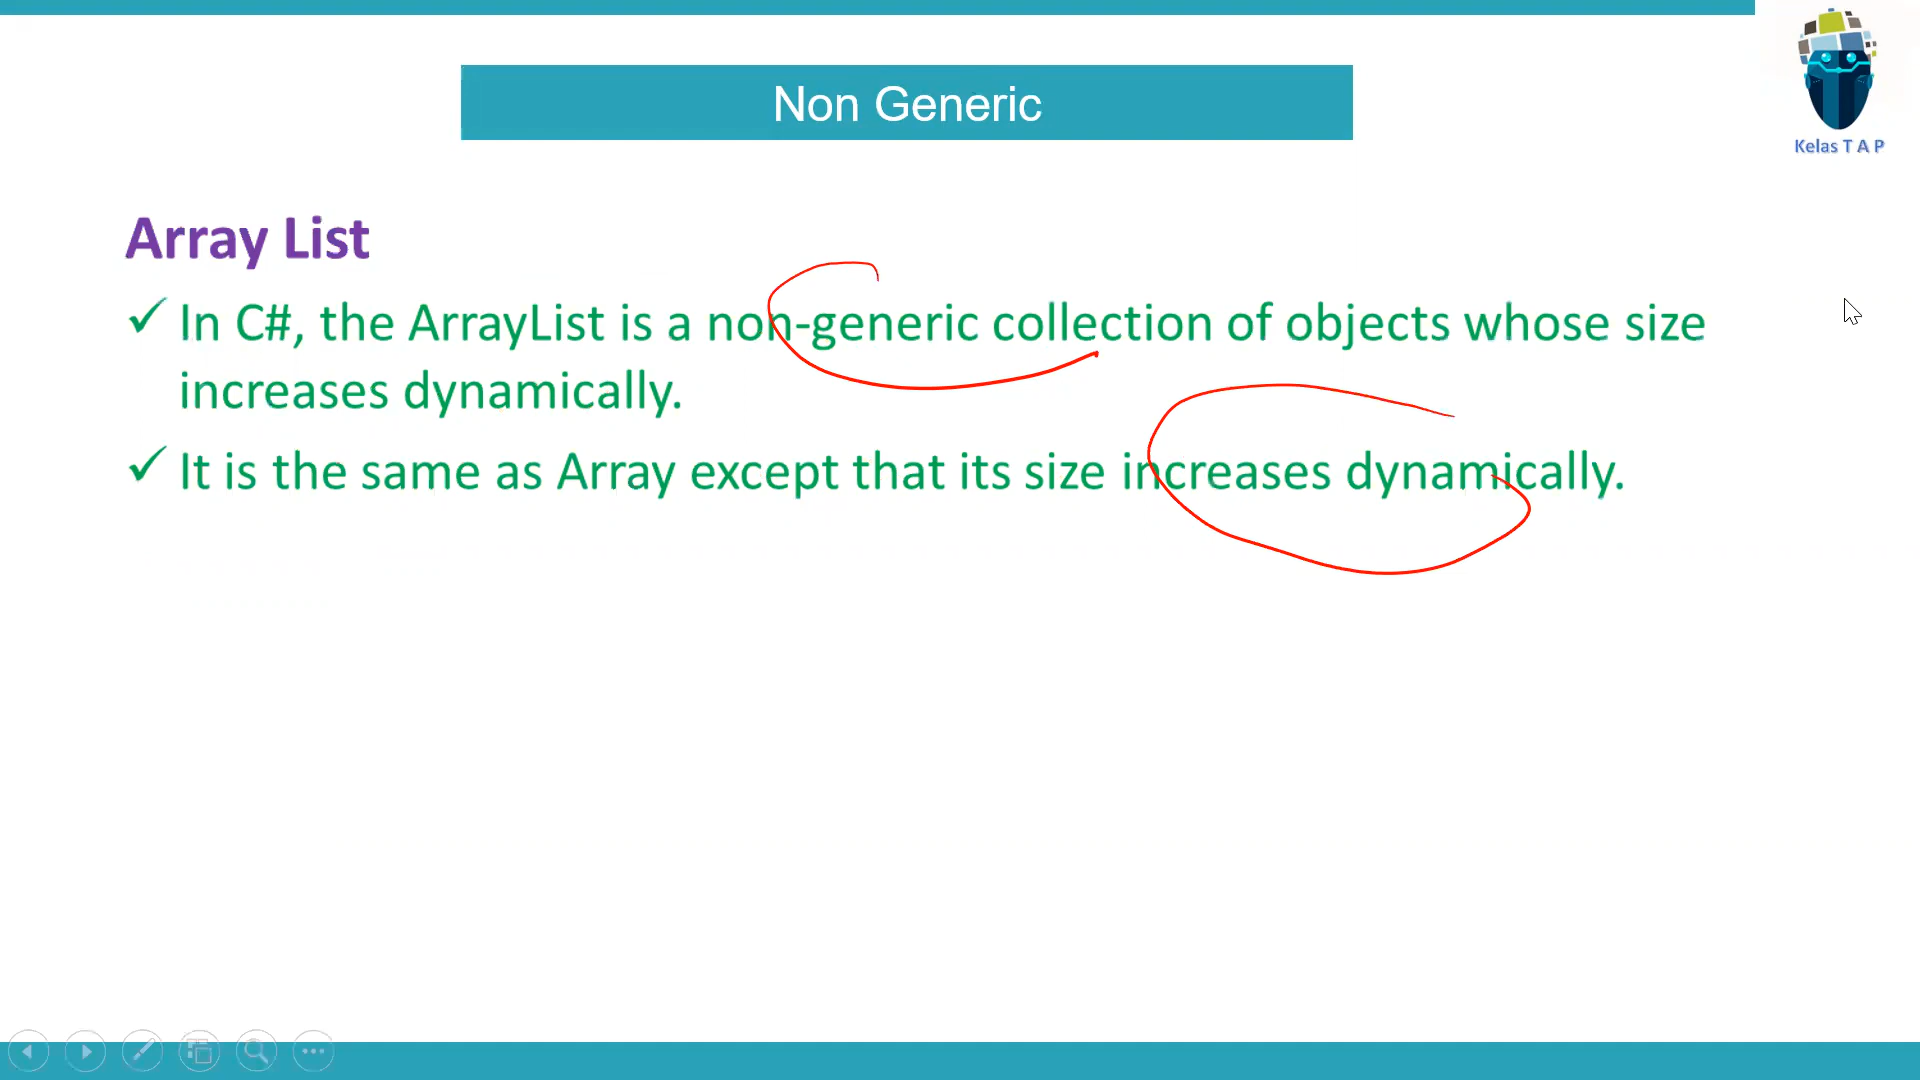 Non Generic
Kelas T A P
Array List
✓ In C#, the ArrayList is a non-generic collection of objects whose size
increases dynamically.
✓ It is the same as Array except that its size increases dynamically.